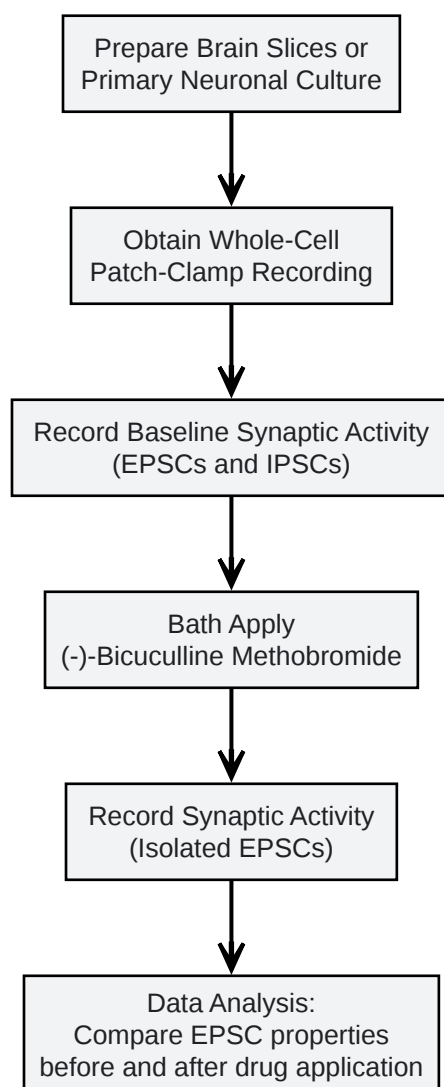 Prepare Brain Slices or
Primary Neuronal Culture
Obtain Whole-Cell
Patch-Clamp Recording
Record Baseline Synaptic Activity
(EPSCs and IPSCs)
Bath Apply
(-)-Bicuculline Methobromide
Record Synaptic Activity
(Isolated EPSCs)
Data Analysis:
Compare EPSC properties
before and after drug application